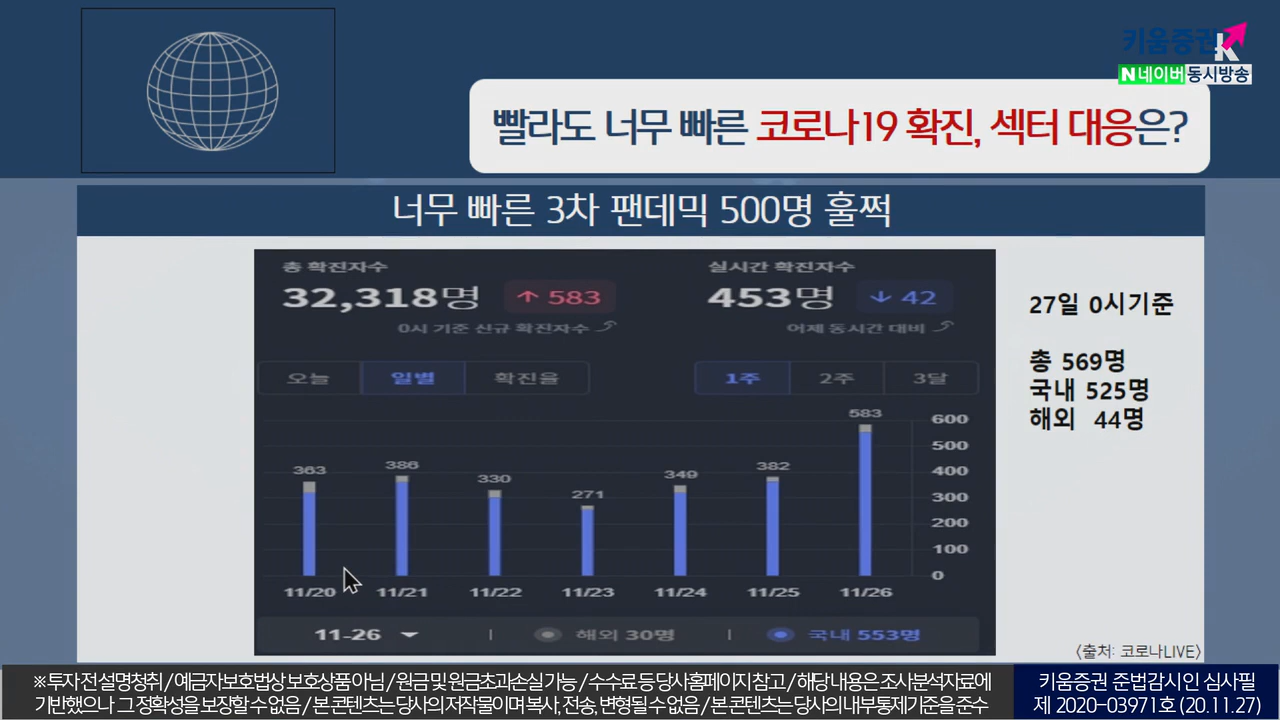 키움증권
N 네이버 동시방송
빨라도 너무 빠른 코로나19 확진, 섹터 대응은?
너무 빠른 3차 팬데믹 500명 훌쩍
총 확진자수
32,318명 ↑ 583
0시 기준 신규 확진자수
실시간 확진자수
453명 ↓ 42
어제 동시간 대비
오늘 일별 확진율
1주 2주 3달
363 386 330 271 349 382 583
600
500
400
300
200
100
0
11/20 11/21 11/22 11/23 11/24 11/25 11/26
11-26 해외 30명 국내 553명
27일 0시기준
총 569명
국내 525명
해외 44명
<출처: 코로나LIVE>
※ 투자 전 설명청취 / 예금자보호법상 보호상품 아님 / 원금 및 원금초과손실 가능 / 수수료 등 당사홈페이지 참고 / 해당 내용은 조사분석자료에
기반했으나 그 정확성을 보장할 수 없음 / 본 콘텐츠는 당사의 저작물이며 복사, 전송, 변형될 수 없음 / 본 콘텐츠는 당사의 내부통제기준을 준수
키움증권 준법감시인 심사필
제 2020-03971호 (20.11.27)